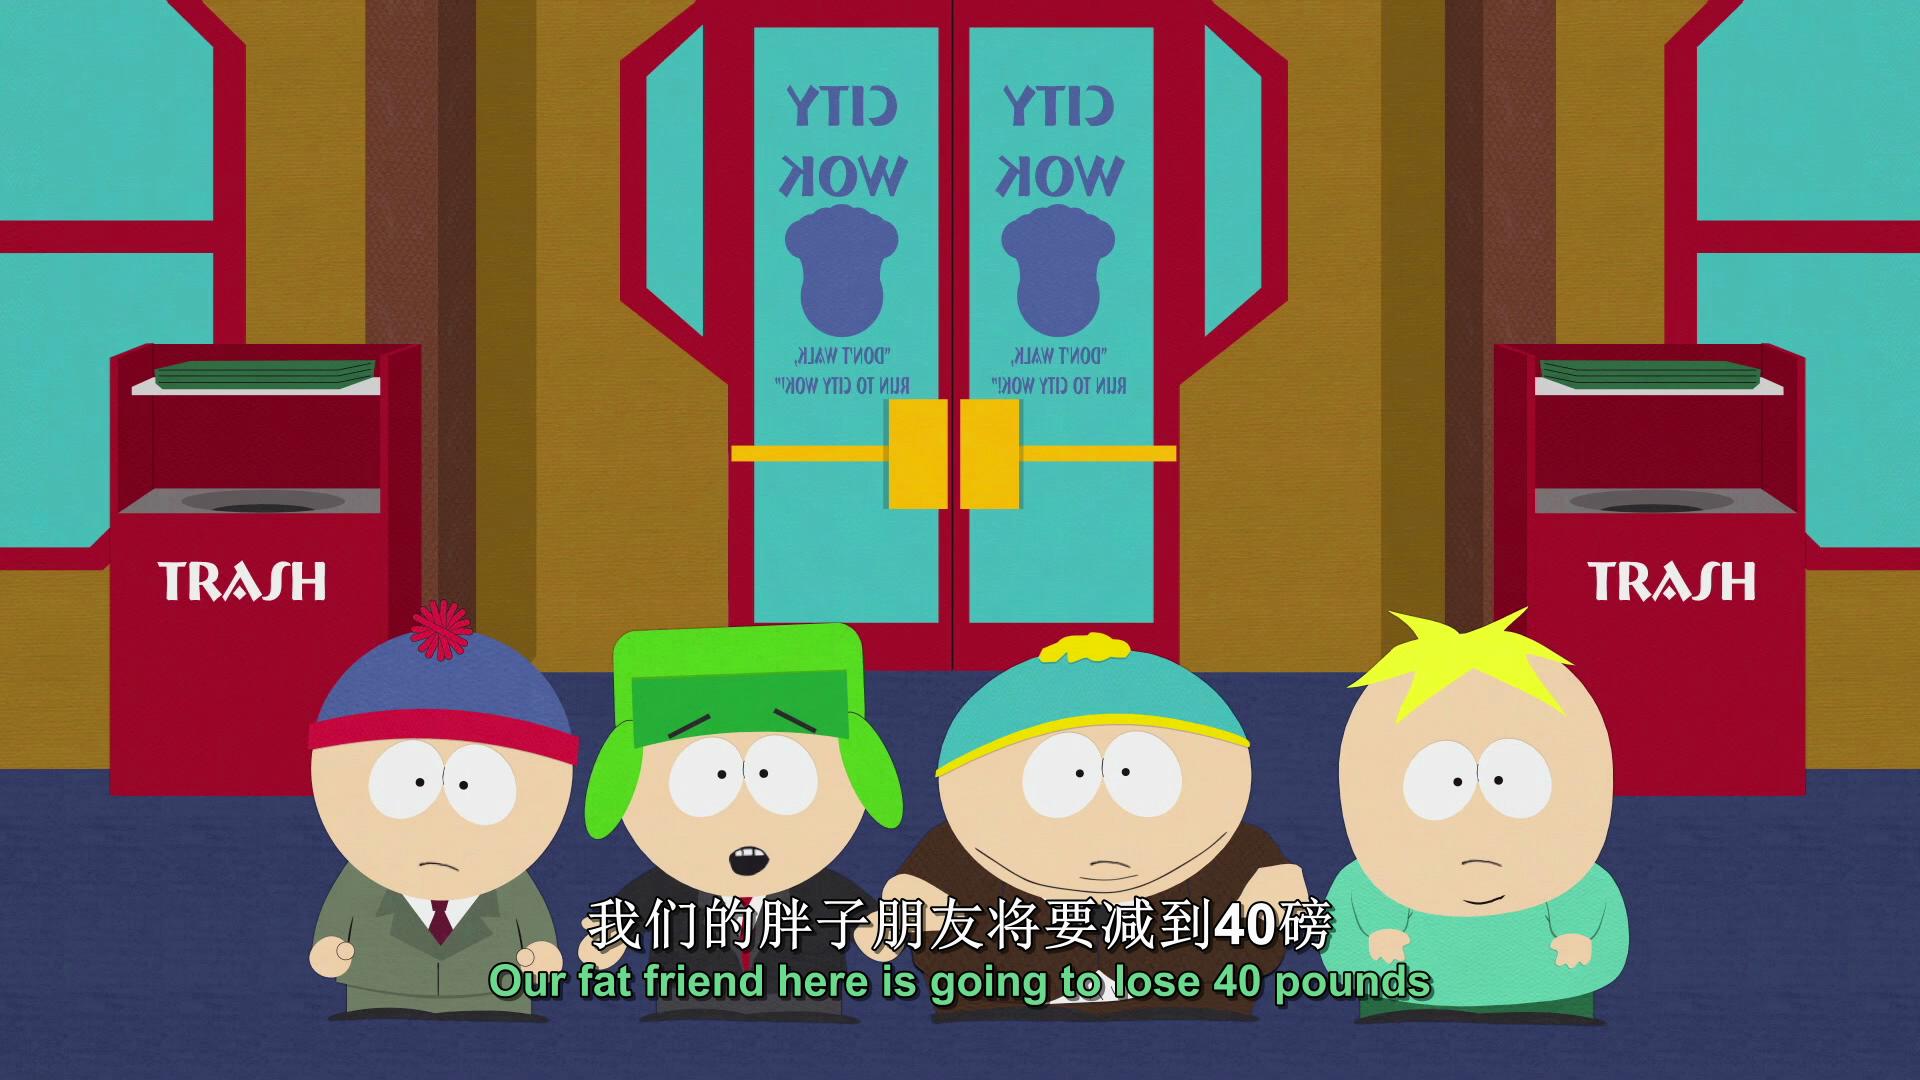 CITY
WOK
"DON'T WALK,
RUN TO CITY WOK!"
CITY
WOK
"DON'T WALK,
RUN TO CITY WOK!"
TRASH
TRASH
我们的胖子朋友将要减到40磅
Our fat friend here is going to lose 40 pounds